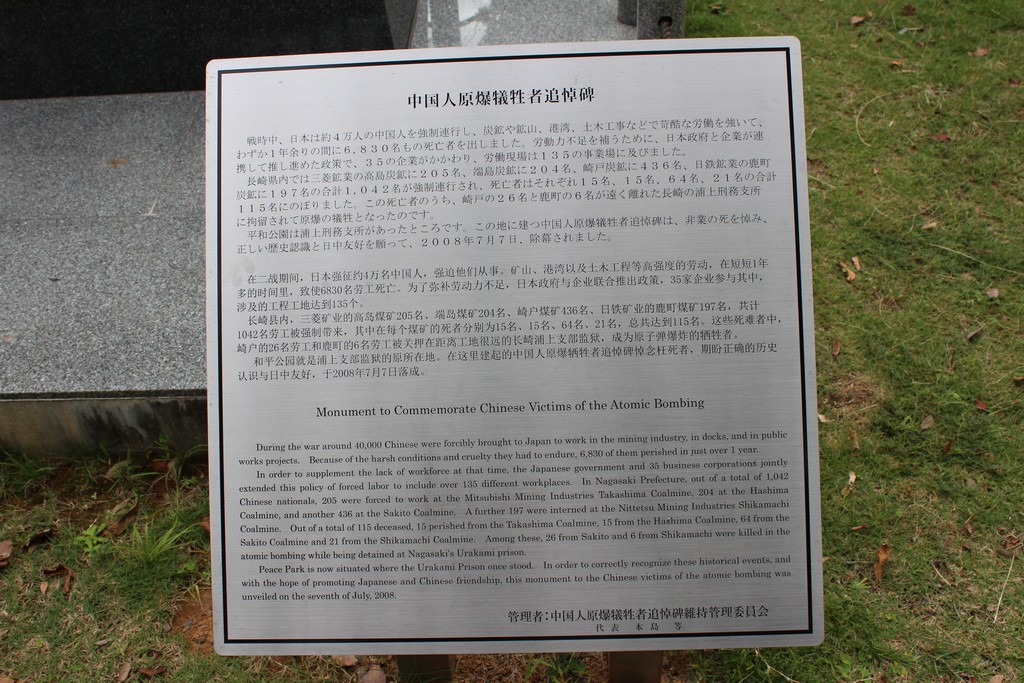 中国人原爆犠牲者追悼碑
戦時中、日本は約４万人の中国人を強制連行し、炭鉱や鉱山、港湾、土木工事などで苛酷な労働を強いて、
わずか１年余りの間に６，８３０名もの死亡者を出しました。労働力不足を補うために、日本政府と企業が連
携して推し進めた政策で、３５の企業がかかわり、労働現場は１３５の事業場に及びました。
長崎県内では三菱鉱業の高島炭鉱に２０５名、端島炭鉱に２０４名、崎戸炭鉱に４３６名、日鉄鉱業の鹿町
炭鉱に１９７名の合計１，０４２名が強制連行され、死亡者はそれぞれ１５名、１５名、６４名、２１名の合計
１１５名にのぼりました。この死亡者のうち、崎戸の２６名と鹿町の６名が遠く離れた長崎の浦上刑務支所
に拘留されて原爆の犠牲となったのです。
平和公園は浦上刑務支所があったところです。この地に建つ中国人原爆犠牲者追悼碑は、非業の死を悼み、
正しい歴史認識と日中友好を願って、２００８年７月７日、除幕されました。
在二战期间，日本强征约4万名中国人，强迫他们从事。矿山、港湾以及土木工程等高强度的劳动，在短短1年
多的时间里，致使6830名劳工死亡。为了弥补劳动力不足，日本政府与企业联合推出政策，35家企业参与其中，
涉及的工程工地达到135个。
长崎县内，三菱矿业的高岛煤矿205名、端岛煤矿204名、崎户煤矿436名、日铁矿业的鹿町煤矿197名，共计
1042名劳工被强制带来，其中在每个煤矿的死者分别为15名、15名、64名、21名，总共达到115名。这些死难者中，
崎户的26名劳工和鹿町的6名劳工被关押在距离工地很远的长崎浦上支部监狱，成为原子弹爆炸的牺牲者。
和平公园就是浦上支部监狱的原所在地。在这里建起的中国人原爆牺牲者追悼碑悼念枉死者，期盼正确的历史
认识与日中友好，于2008年7月7日落成。
Monument to Commemorate Chinese Victims of the Atomic Bombing
During the war around 40,000 Chinese were forcibly brought to Japan to work in the mining industry, in docks, and in public
works projects. Because of the harsh conditions and cruelty they had to endure, 6,830 of them perished in just over 1 year.
In order to supplement the lack of workforce at that time, the Japanese government and 35 business corporations jointly
extended this policy of forced labor to include over 135 different workplaces. In Nagasaki Prefecture, out of a total of 1,042
Chinese nationals, 205 were forced to work at the Mitsubishi Mining Industries Takashima Coalmine, 204 at the Hashima
Coalmine, and another 436 at the Sakito Coalmine. A further 197 were interned at the Nittetsu Mining Industries Shikamachi
Coalmine. Out of a total of 115 deceased, 15 perished from the Takashima Coalmine, 15 from the Hashima Coalmine, 64 from the
Sakito Coalmine and 21 from the Shikamachi Coalmine. Among these, 26 from Sakito and 6 from Shikamachi were killed in the
atomic bombing while being detained at Nagasaki's Urakami prison.
Peace Park is now situated where the Urakami Prison once stood. In order to correctly recognize these historical events, and
with the hope of promoting Japanese and Chinese friendship, this monument to the Chinese victims of the atomic bombing was
unveiled on the seventh of July, 2008.
管理者：中国人原爆犠牲者追悼碑維持管理委員会
代表 本島 等